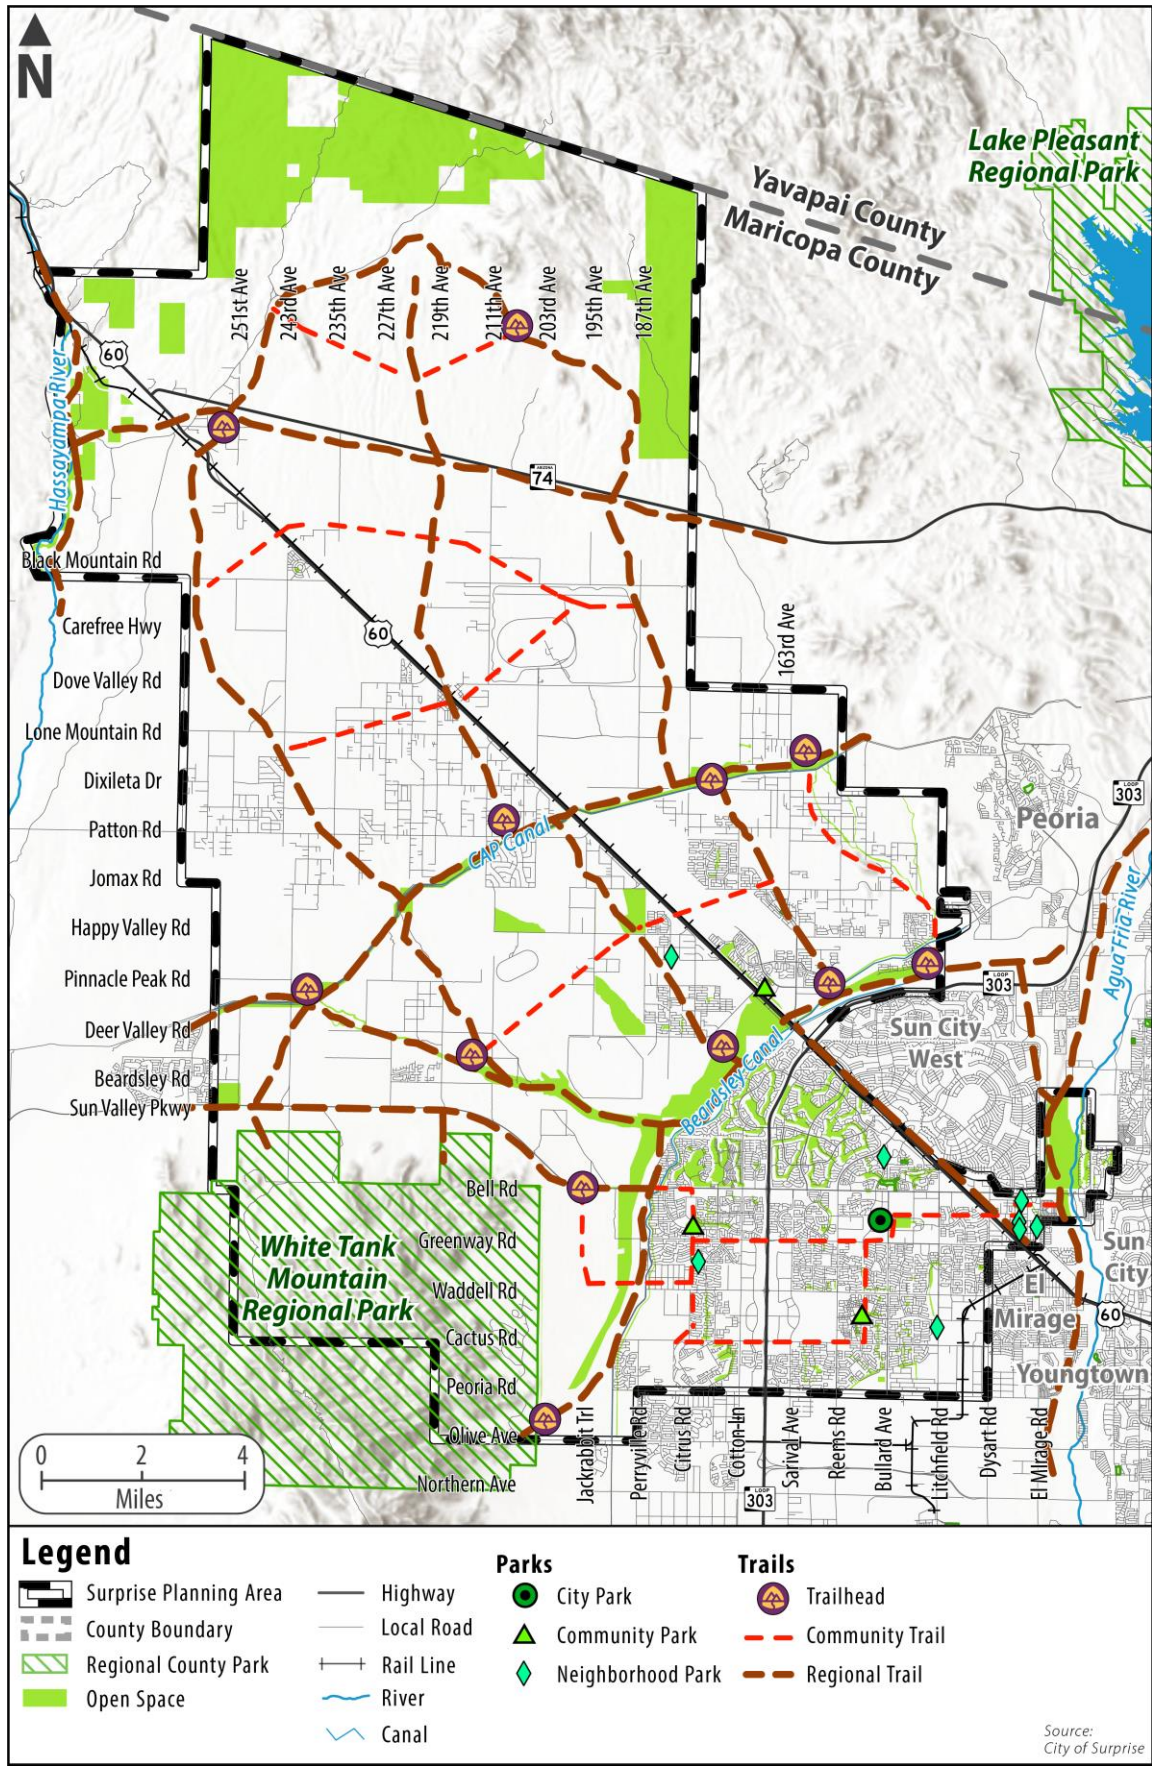 N
Lake Pleasant
Regional Park
Yavapai County
Maricopa County
251st Ave
243rd Ave
235th Ave
227th Ave
219th Ave
211th Ave
203rd Ave
195th Ave
187th Ave
60
Hassayampa River
ARIZONA
74
Black Mountain Rd
Carefree Hwy
60
163rd Ave
Dove Valley Rd
Lone Mountain Rd
Dixileta Dr
LOOP
303
Peoria
Patton Rd
CAP Canal
Jomax Rd
Agua Fria River
Happy Valley Rd
Pinnacle Peak Rd
LOOP
303
Deer Valley Rd
Sun City
West
Beardsley Canal
Beardsley Rd
Sun Valley Pkwy
Bell Rd
White Tank
Mountain
Regional Park
Greenway Rd
Sun
City
Waddell Rd
El
Mirage
60
Cactus Rd
Youngtown
Peoria Rd
Olive Ave
Northern Ave
Jackrabbit Trl
Perryville Rd
Citrus Rd
Cotton Ln
Sarival Ave
Reems Rd
Bullard Ave
Litchfield Rd
Dysart Rd
El Mirage Rd
LOOP
303
0 2 4
Miles
Legend
Surprise Planning Area
County Boundary
Regional County Park
Open Space
Highway
Local Road
Rail Line
River
Canal
Parks
City Park
Community Park
Neighborhood Park
Trails
Trailhead
Community Trail
Regional Trail
Source:
City of Surprise